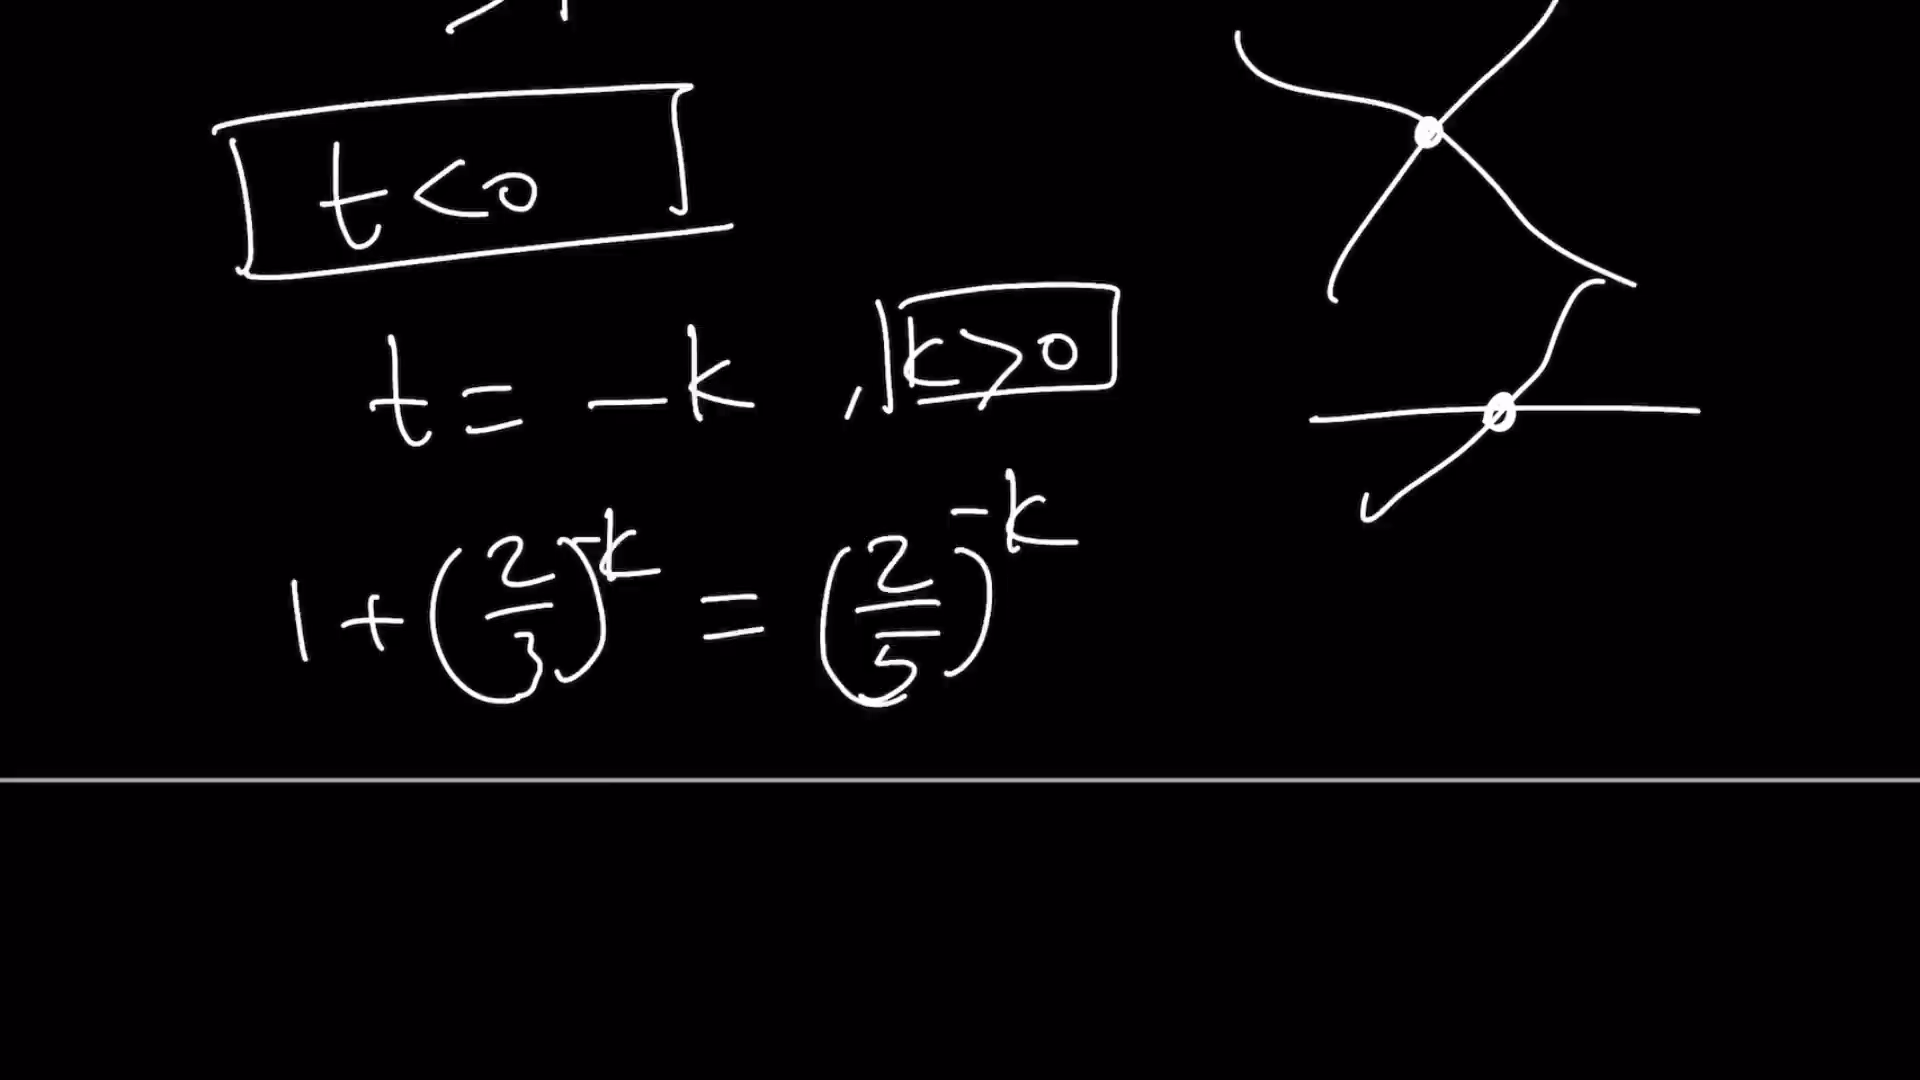 t<0
t = -k , k>0
1 + (2/3)^-k = (2/5)^-k